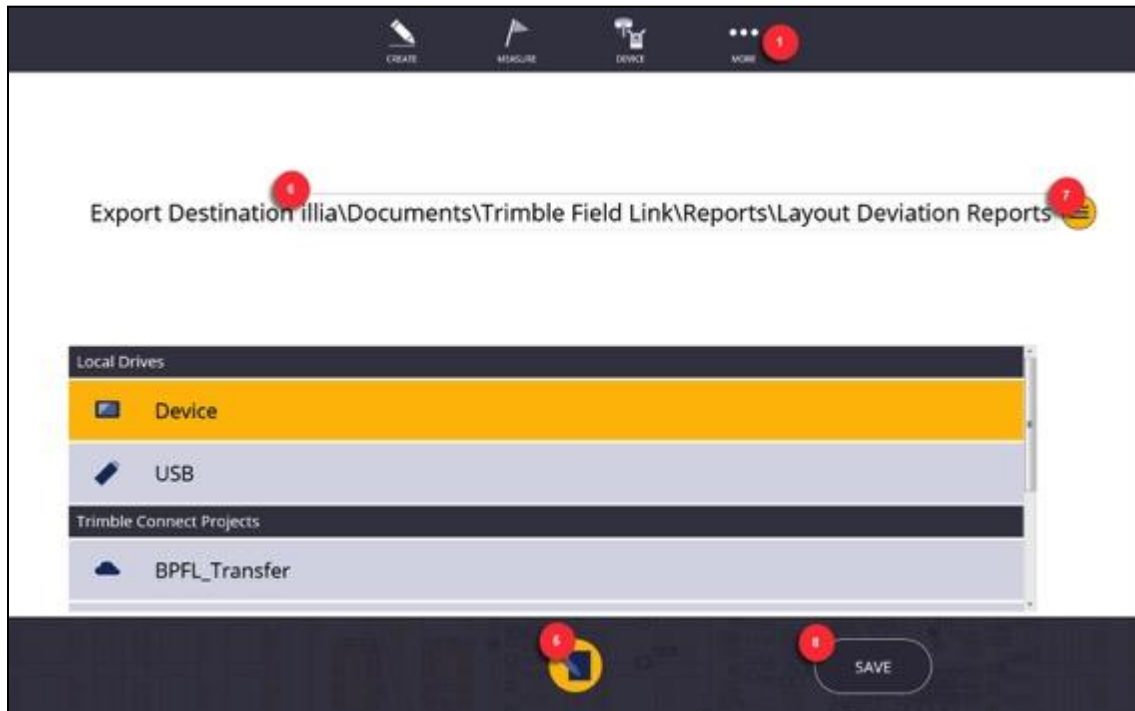 CREATE
MEASURE
DEVICE
MORE
1
6
7
Export Destination illia\Documents\Trimble Field Link\Reports\Layout Deviation Reports
Local Drives
Device
USB
Trimble Connect Projects
BPFL_Transfer
8
SAVE